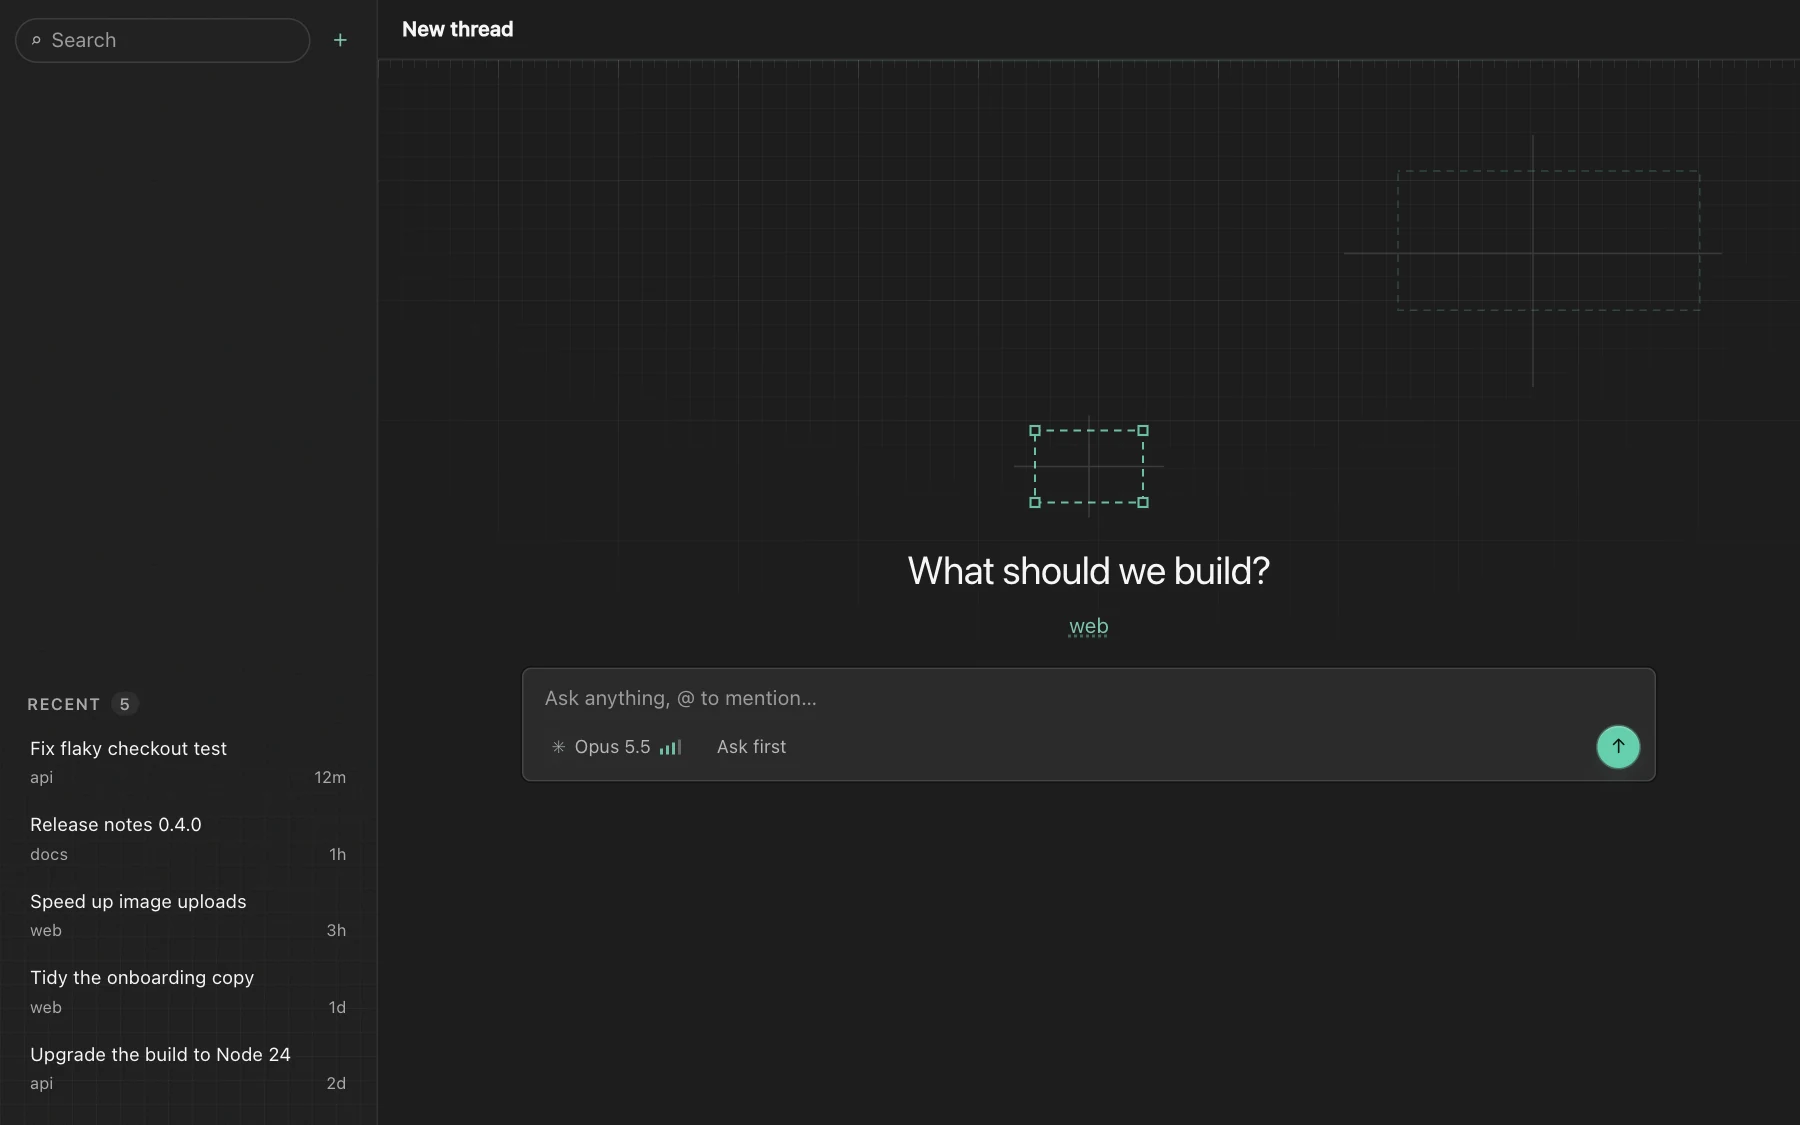 Search
+
New thread
What should we build?
web
Ask anything, @ to mention...
Opus 5.5
Ask first
RECENT 5
Fix flaky checkout test
api 12m
Release notes 0.4.0
docs 1h
Speed up image uploads
web 3h
Tidy the onboarding copy
web 1d
Upgrade the build to Node 24
api 2d